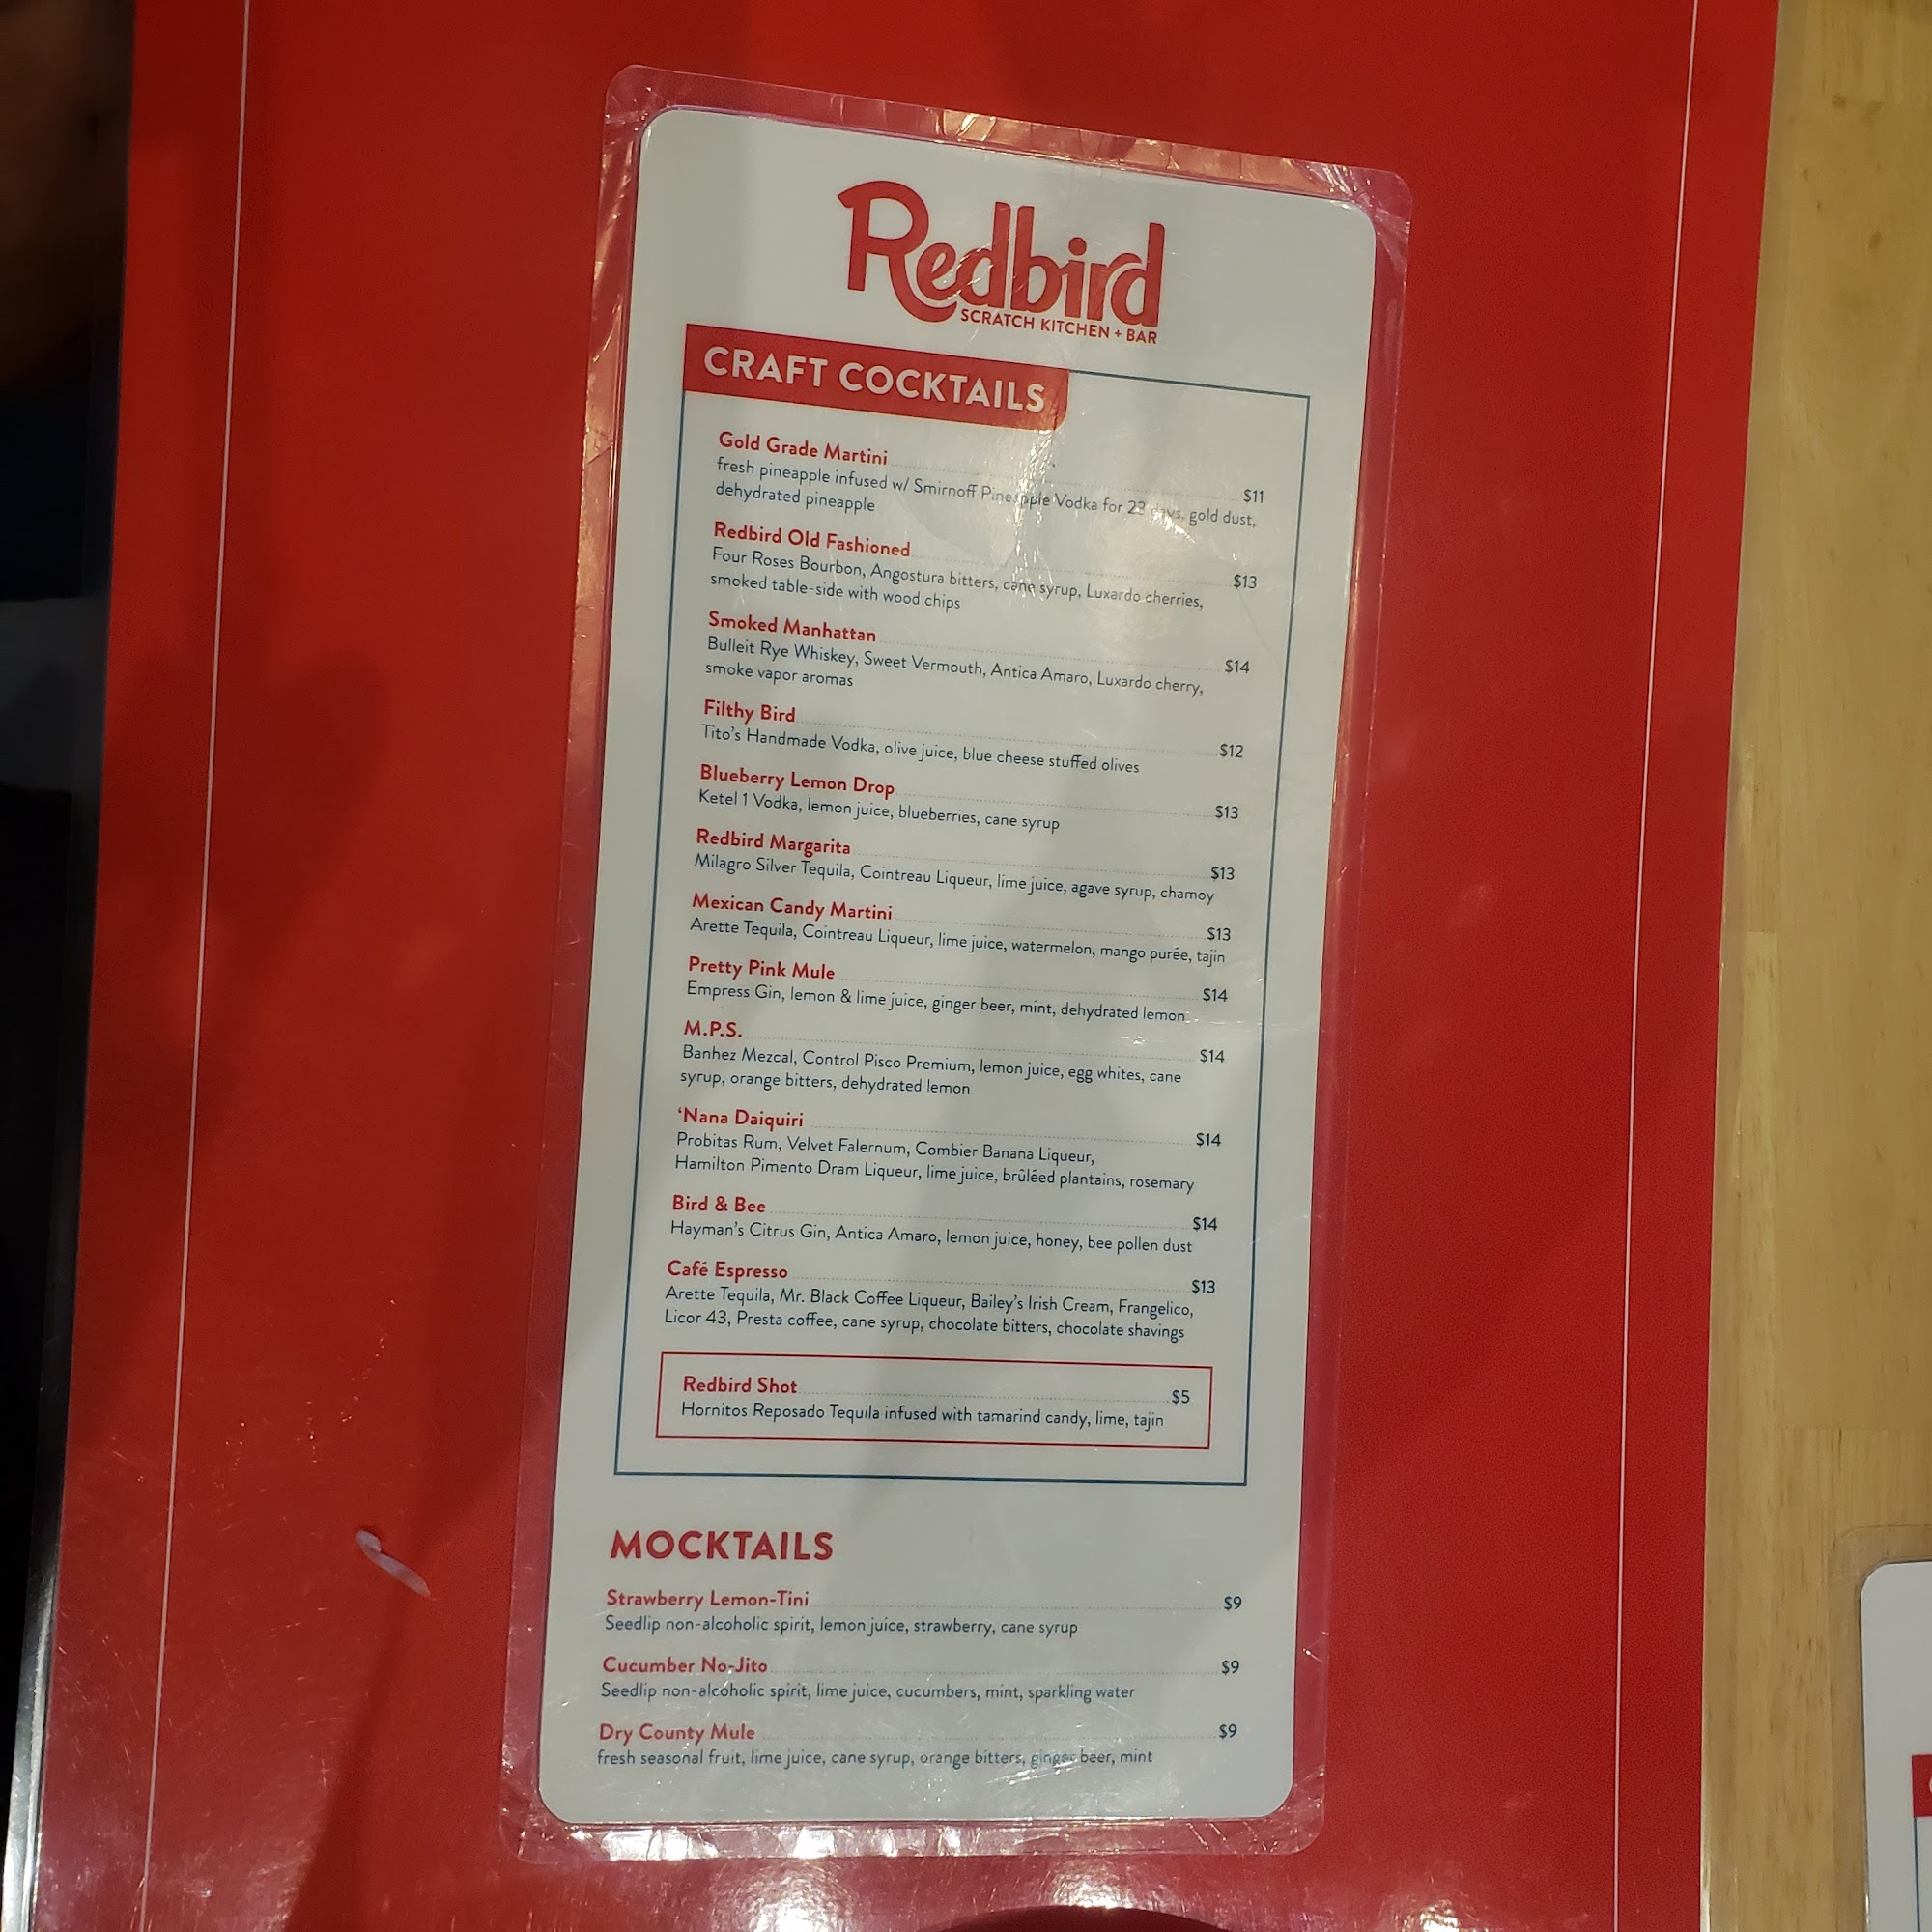 Redbird
SCRATCH KITCHEN + BAR
CRAFT COCKTAILS
Gold Grade Martini $11
fresh pineapple infused w/ Smirnoff Pineapple Vodka for 23 days, gold dust,
dehydrated pineapple
Redbird Old Fashioned $13
Four Roses Bourbon, Angostura bitters, cane syrup, Luxardo cherries,
smoked table-side with wood chips
Smoked Manhattan $14
Bulleit Rye Whiskey, Sweet Vermouth, Antica Amaro, Luxardo cherry,
smoke vapor aromas
Filthy Bird $12
Tito's Handmade Vodka, olive juice, blue cheese stuffed olives
Blueberry Lemon Drop $13
Ketel 1 Vodka, lemon juice, blueberries, cane syrup
Redbird Margarita $13
Milagro Silver Tequila, Cointreau Liqueur, lime juice, agave syrup, chamoy
Mexican Candy Martini $13
Arette Tequila, Cointreau Liqueur, lime juice, watermelon, mango purée, tajin
Pretty Pink Mule $14
Empress Gin, lemon & lime juice, ginger beer, mint, dehydrated lemon
M.P.S. $14
Banhez Mezcal, Control Pisco Premium, lemon juice, egg whites, cane
syrup, orange bitters, dehydrated lemon
'Nana Daiquiri $14
Probitas Rum, Velvet Falernum, Combier Banana Liqueur,
Hamilton Pimento Dram Liqueur, lime juice, brûléed plantains, rosemary
Bird & Bee $14
Hayman's Citrus Gin, Antica Amaro, lemon juice, honey, bee pollen dust
Café Espresso $13
Arette Tequila, Mr. Black Coffee Liqueur, Bailey's Irish Cream, Frangelico,
Licor 43, Presta coffee, cane syrup, chocolate bitters, chocolate shavings
Redbird Shot $5
Hornitos Reposado Tequila infused with tamarind candy, lime, tajin
MOCKTAILS
Strawberry Lemon-Tini $9
Seedlip non-alcoholic spirit, lemon juice, strawberry, cane syrup
Cucumber No-Jito $9
Seedlip non-alcoholic spirit, lime juice, cucumbers, mint, sparkling water
Dry County Mule $9
fresh seasonal fruit, lime juice, cane syrup, orange bitters, ginger beer, mint